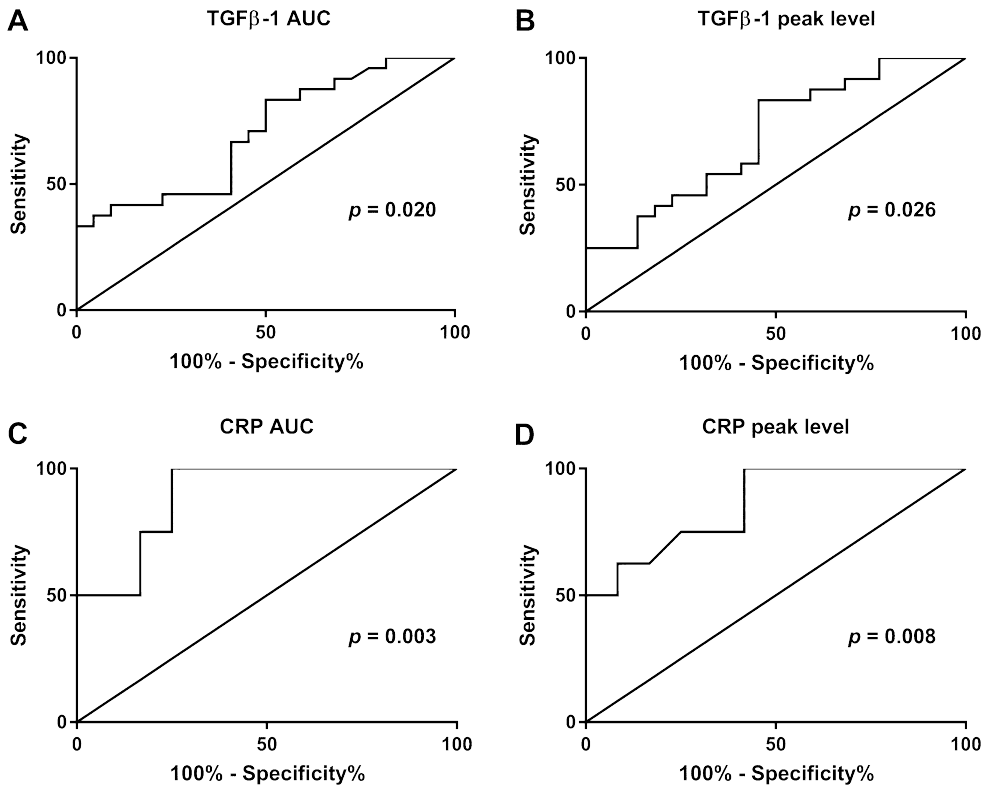 A
TGFβ-1 AUC
100
50
0
Sensitivity
p = 0.020
0 50 100
100% - Specificity%
B
TGFβ-1 peak level
100
50
0
Sensitivity
p = 0.026
0 50 100
100% - Specificity%
C
CRP AUC
100
50
0
Sensitivity
p = 0.003
0 50 100
100% - Specificity%
D
CRP peak level
100
50
0
Sensitivity
p = 0.008
0 50 100
100% - Specificity%